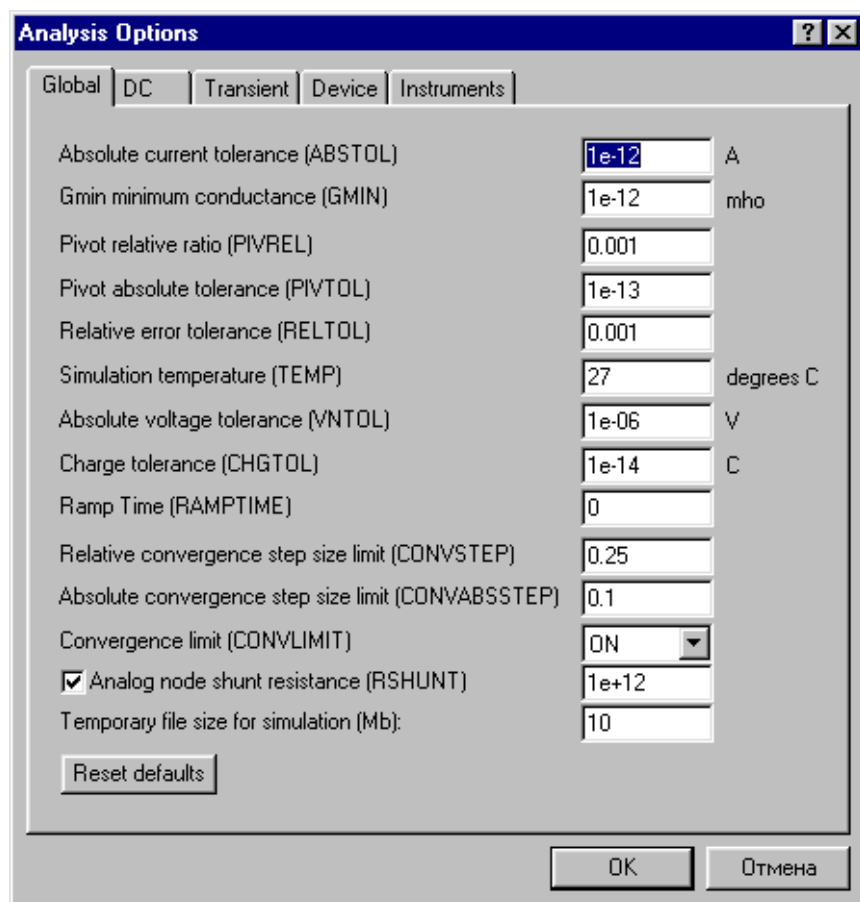 Analysis Options
Global DC Transient Device Instruments
Absolute current tolerance (ABSTOL) 1e-12 A
Gmin minimum conductance (GMIN) 1e-12 mho
Pivot relative ratio (PIVREL) 0.001
Pivot absolute tolerance (PIVTOL) 1e-13
Relative error tolerance (RELTOL) 0.001
Simulation temperature (TEMP) 27 degrees C
Absolute voltage tolerance (VNTOL) 1e-06 V
Charge tolerance (CHGTOL) 1e-14 C
Ramp Time (RAMPTIME) 0
Relative convergence step size limit (CONVSTEP) 0.25
Absolute convergence step size limit (CONVABSSTEP) 0.1
Convergence limit (CONVLIMIT) ON
Analog node shunt resistance (RSHUNT) 1e+12
Temporary file size for simulation (Mb): 10
Reset defaults
OK Отмена